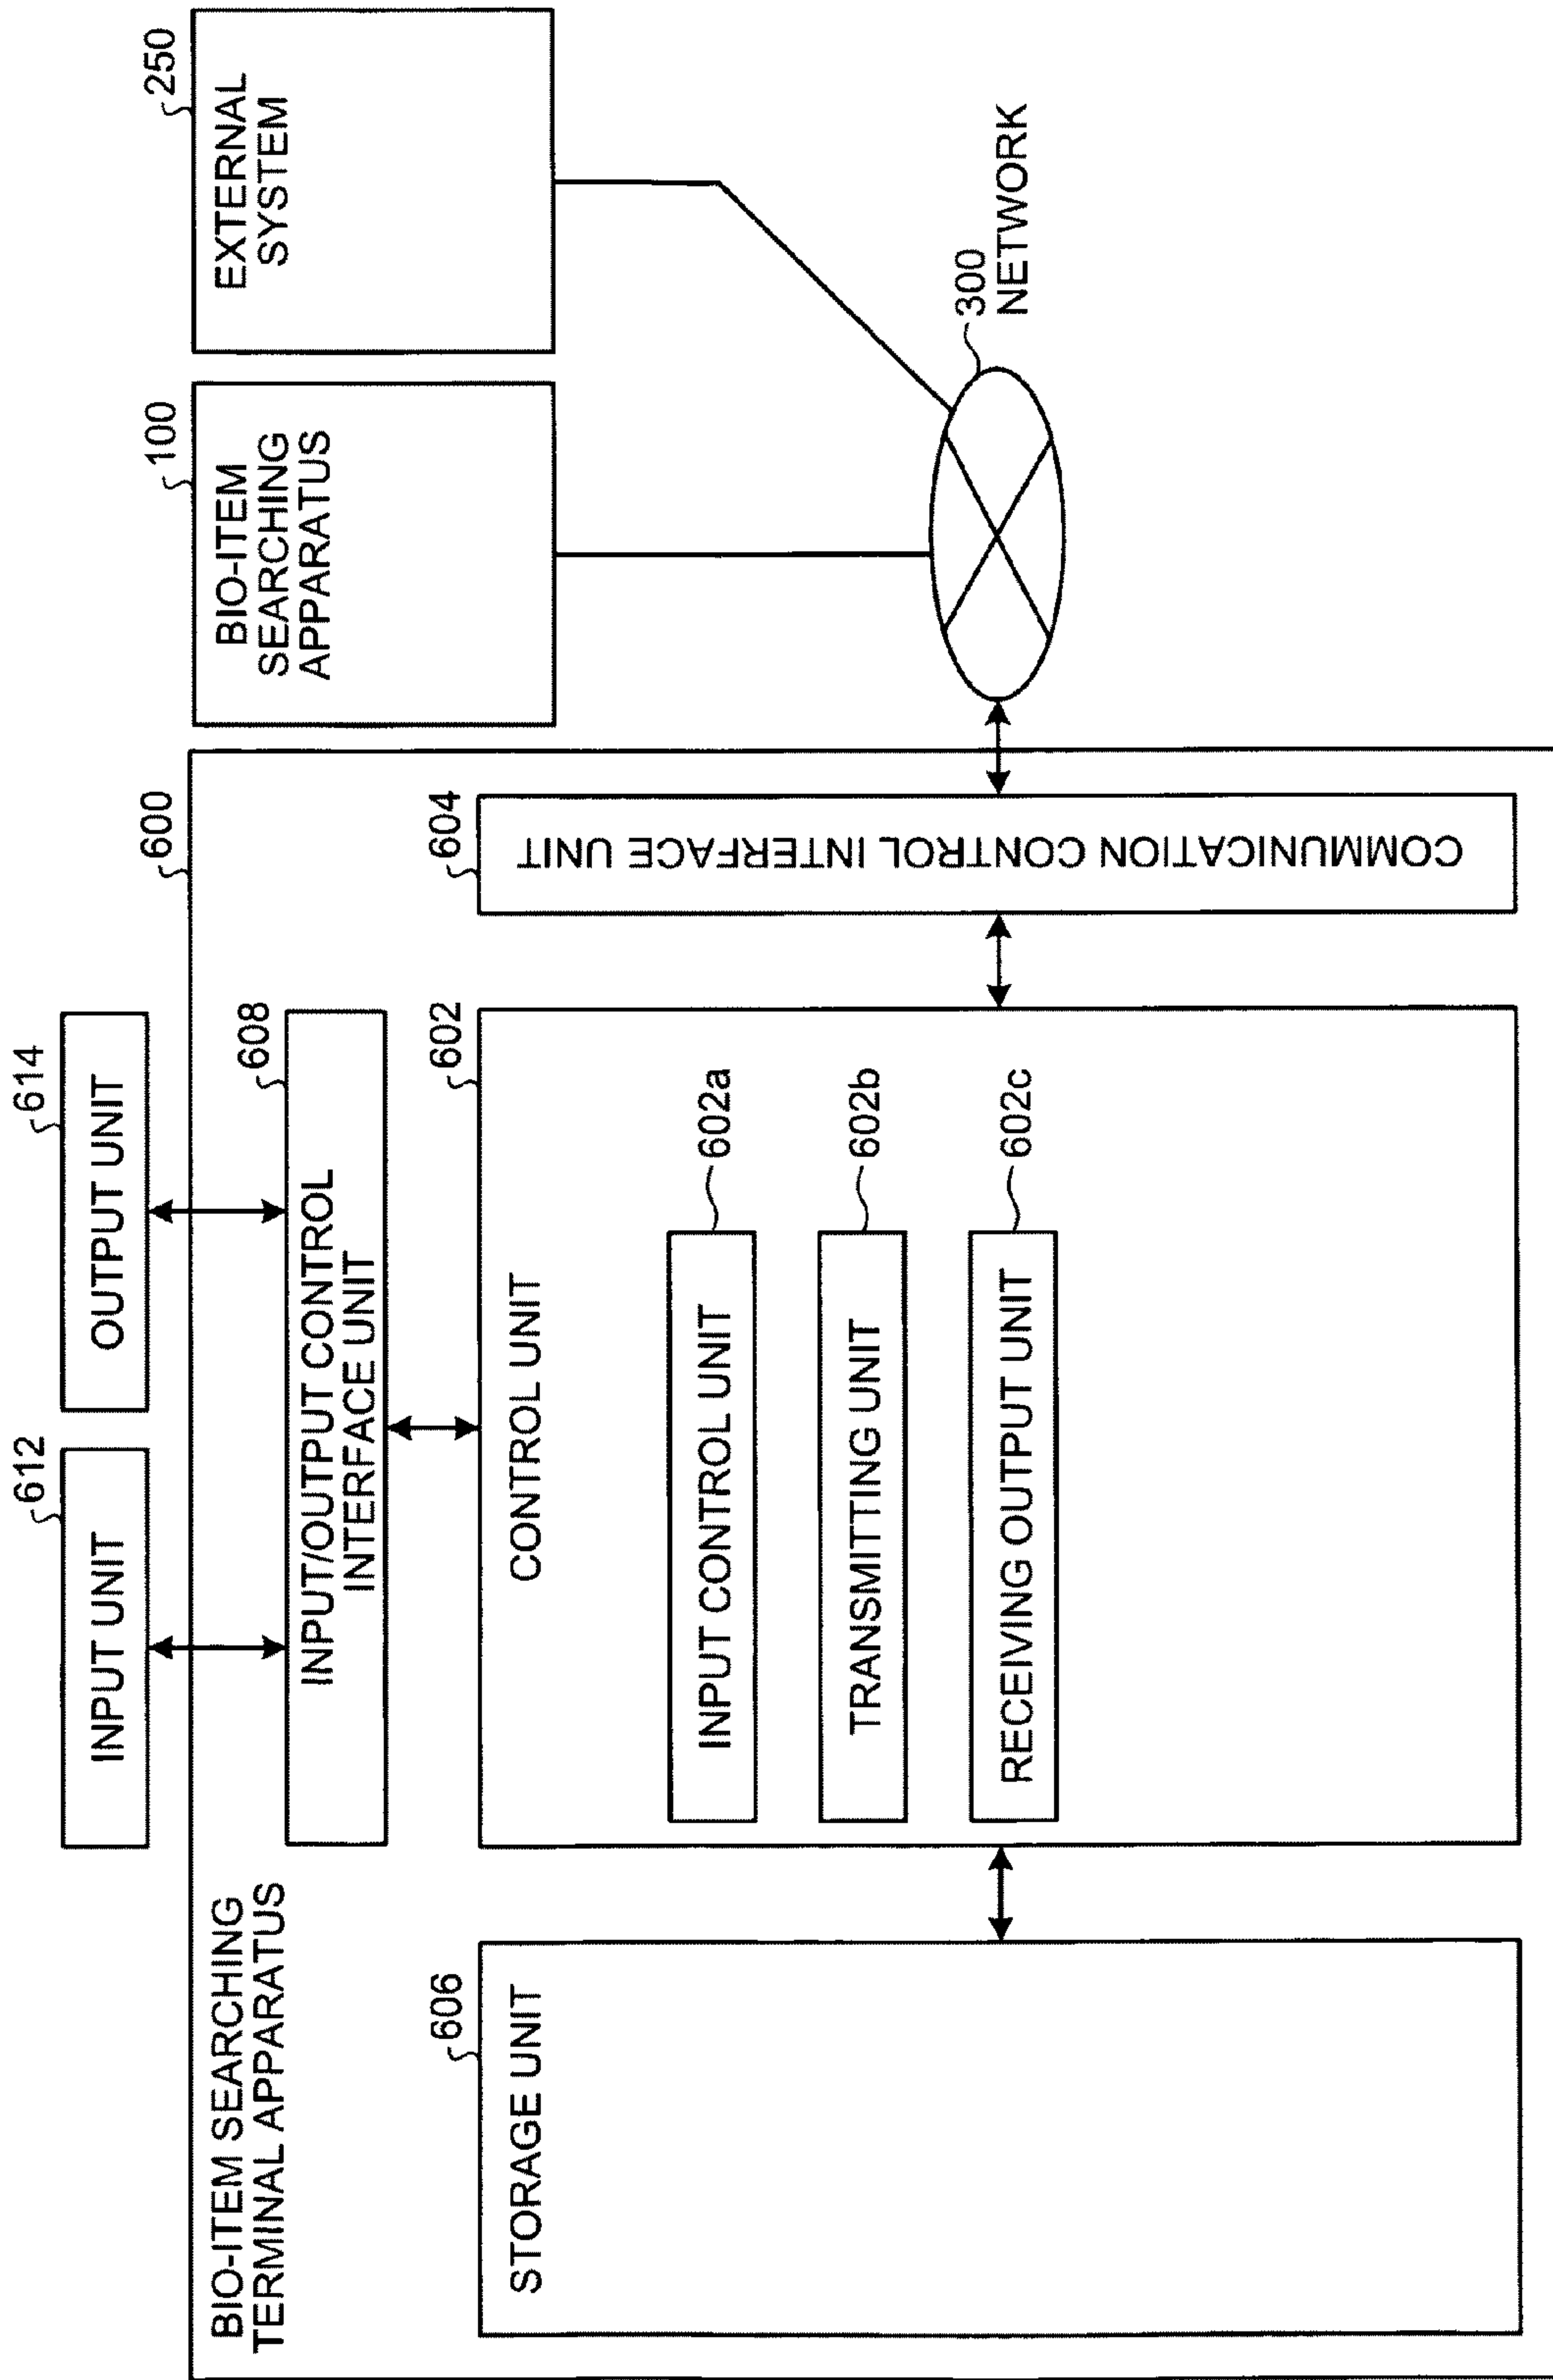 612
INPUT UNIT
614
OUTPUT UNIT
600
BIO-ITEM SEARCHING
TERMINAL APPARATUS
608
INPUT/OUTPUT CONTROL
INTERFACE UNIT
606
STORAGE UNIT
602
CONTROL UNIT
INPUT CONTROL UNIT
602a
TRANSMITTING UNIT
602b
RECEIVING OUTPUT UNIT
602c
604
COMMUNICATION CONTROL INTERFACE UNIT
100
BIO-ITEM
SEARCHING
APPARATUS
250
EXTERNAL
SYSTEM
300
NETWORK